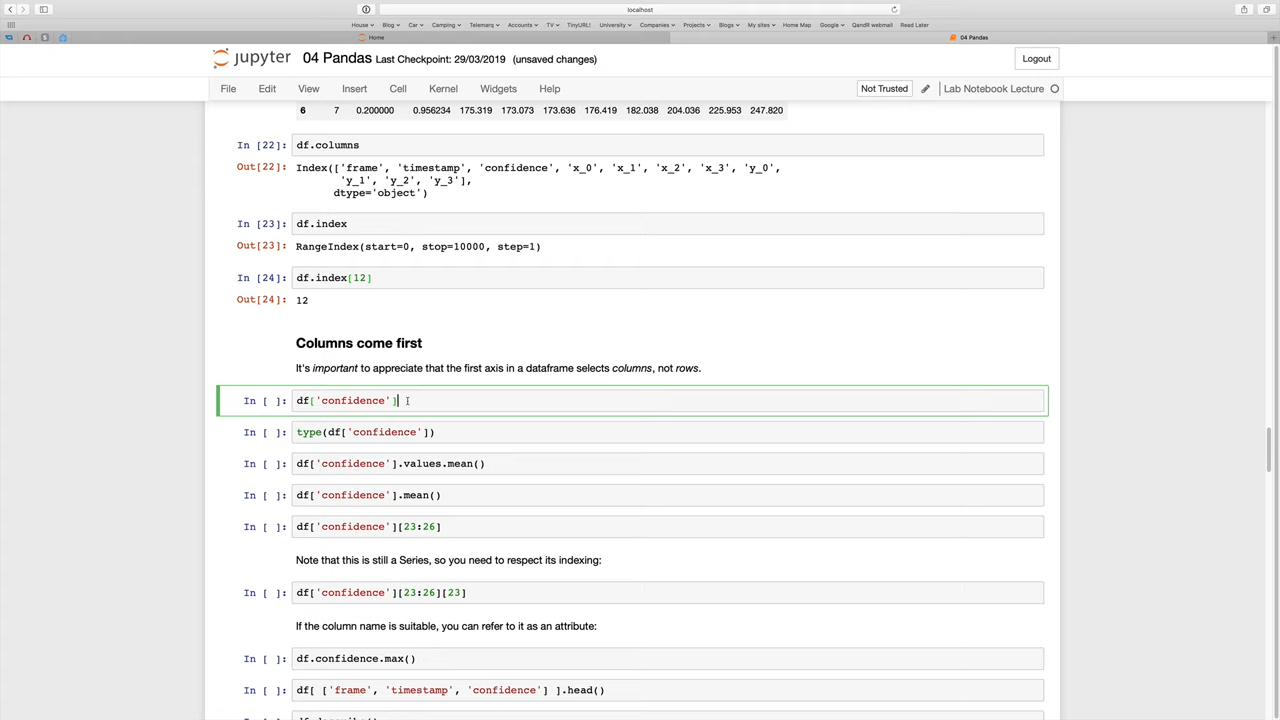 localhost
House Blog Car Camping Telemarq Accounts TV TinyURL! University Companies Projects Blogs My sites Home Map Google QandR webmail Read Later
Home 04 Pandas
jupyter 04 Pandas Last Checkpoint: 29/03/2019 (unsaved changes) Logout
File Edit View Insert Cell Kernel Widgets Help Not Trusted Lab Notebook Lecture
6 7 0.200000 0.956234 175.319 173.073 173.636 176.419 182.038 204.036 225.953 247.820
In [22]: df.columns
Out[22]: Index(['frame', 'timestamp', 'confidence', 'x_0', 'x_1', 'x_2', 'x_3', 'y_0',
'y_1', 'y_2', 'y_3'],
dtype='object')
In [23]: df.index
Out[23]: RangeIndex(start=0, stop=10000, step=1)
In [24]: df.index[12]
Out[24]: 12
Columns come first
It's important to appreciate that the first axis in a dataframe selects columns, not rows.
In [ ]: df['confidence']
In [ ]: type(df['confidence'])
In [ ]: df['confidence'].values.mean()
In [ ]: df['confidence'].mean()
In [ ]: df['confidence'][23:26]
Note that this is still a Series, so you need to respect its indexing:
In [ ]: df['confidence'][23:26][23]
If the column name is suitable, you can refer to it as an attribute:
In [ ]: df.confidence.max()
In [ ]: df[ ['frame', 'timestamp', 'confidence'] ].head()